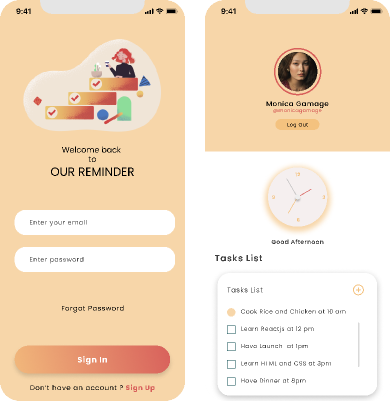 9:41
Welcome back
to
OUR REMINDER
Enter your email
Enter password
Forgot Password
Sign In
Don't have an account ? Sign Up
9:41
Monica Gamage
@monicagamage
Log Out
Good Afternoon
Tasks List
Tasks List
Cook Rice and Chicken at 10 am
Learn Reactjs at 12 pm
Have Launch at 1pm
Learn HTML and CSS at 3pm
Have Dinner at 8pm